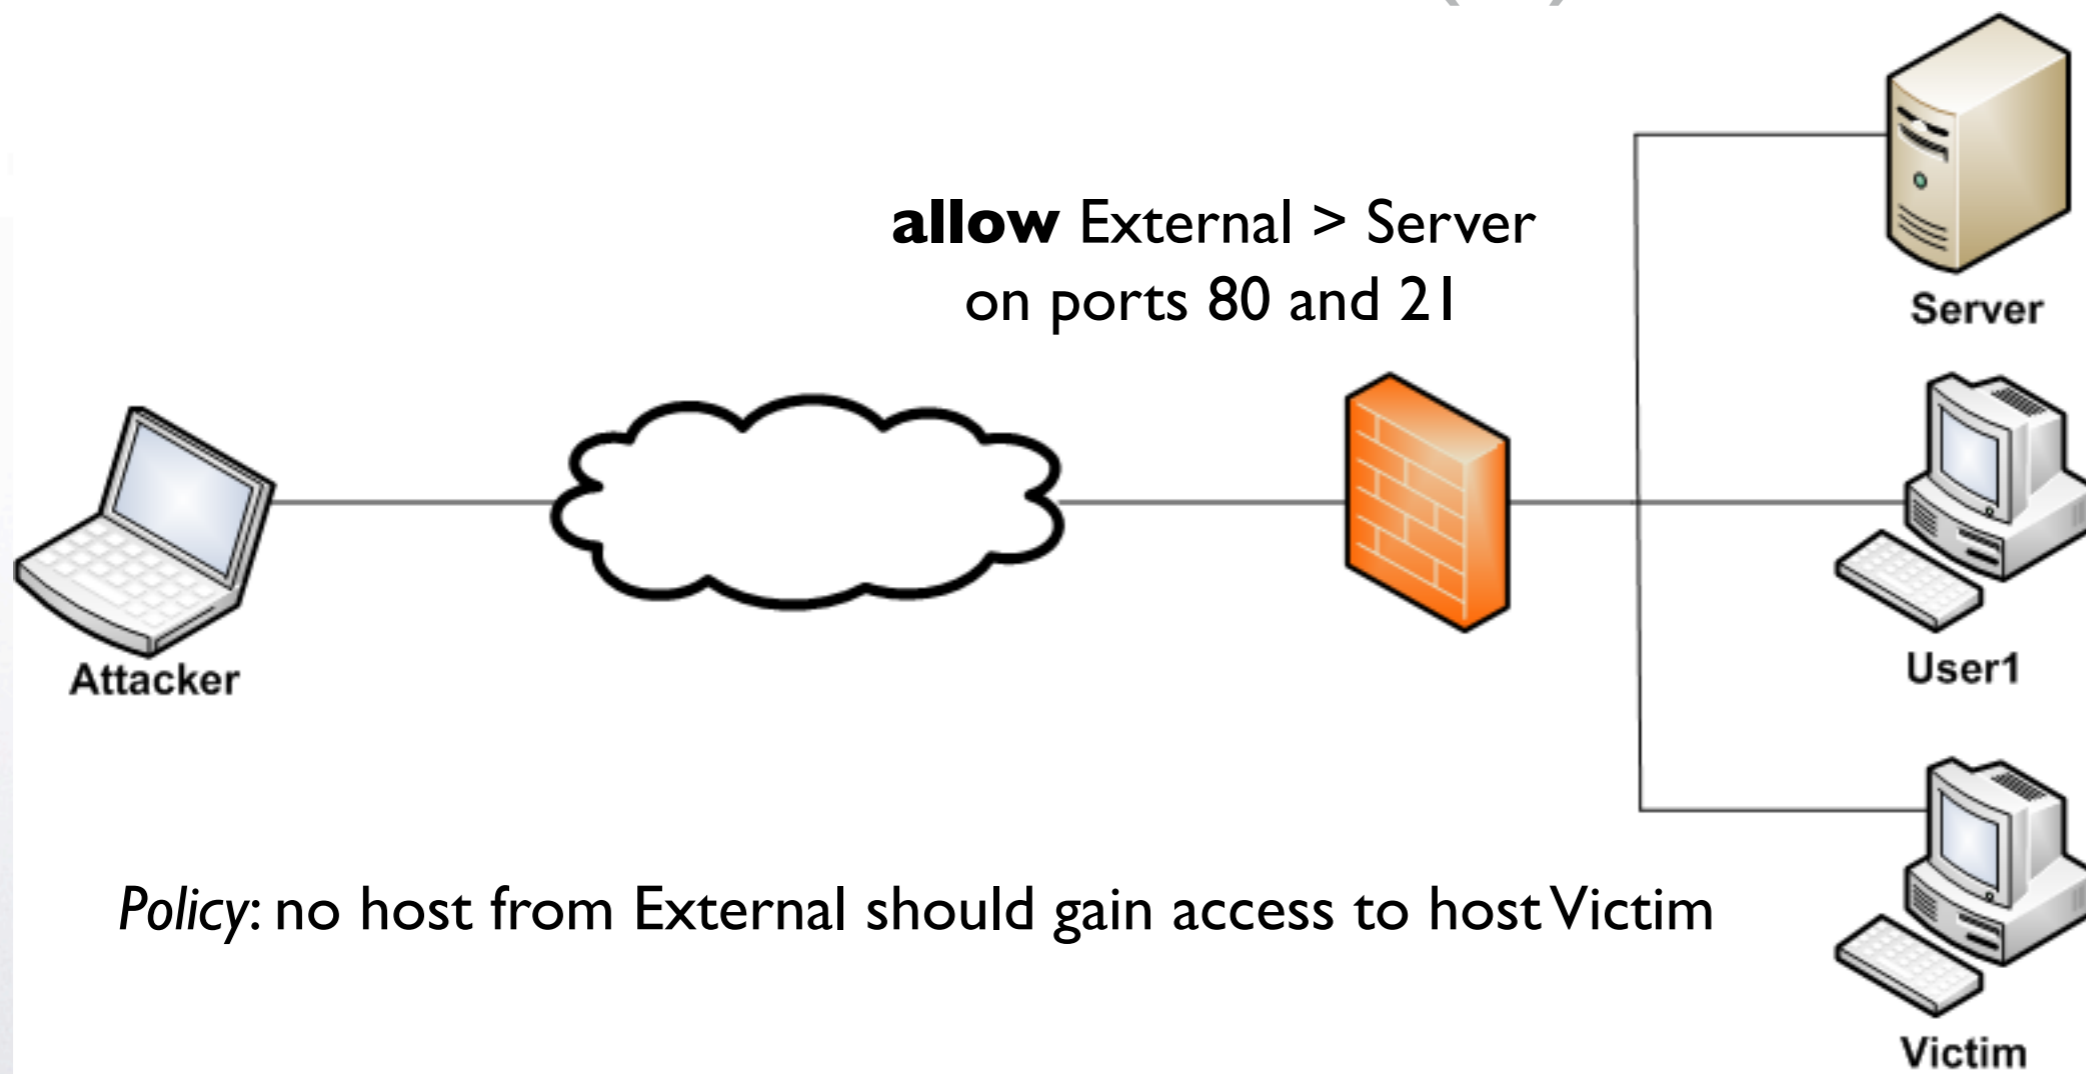 allow External > Server
on ports 80 and 21
Server
Attacker
User1
Policy: no host from External should gain access to host Victim
Victim